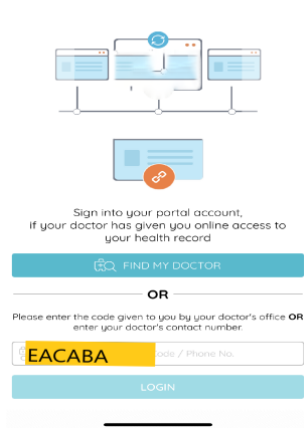 Sign into your portal account,
if your doctor has given you online access to
your health record
FIND MY DOCTOR
OR
Please enter the code given to you by your doctor's office OR
enter your doctor's contact number.
EACABA ode / Phone No.
LOGIN